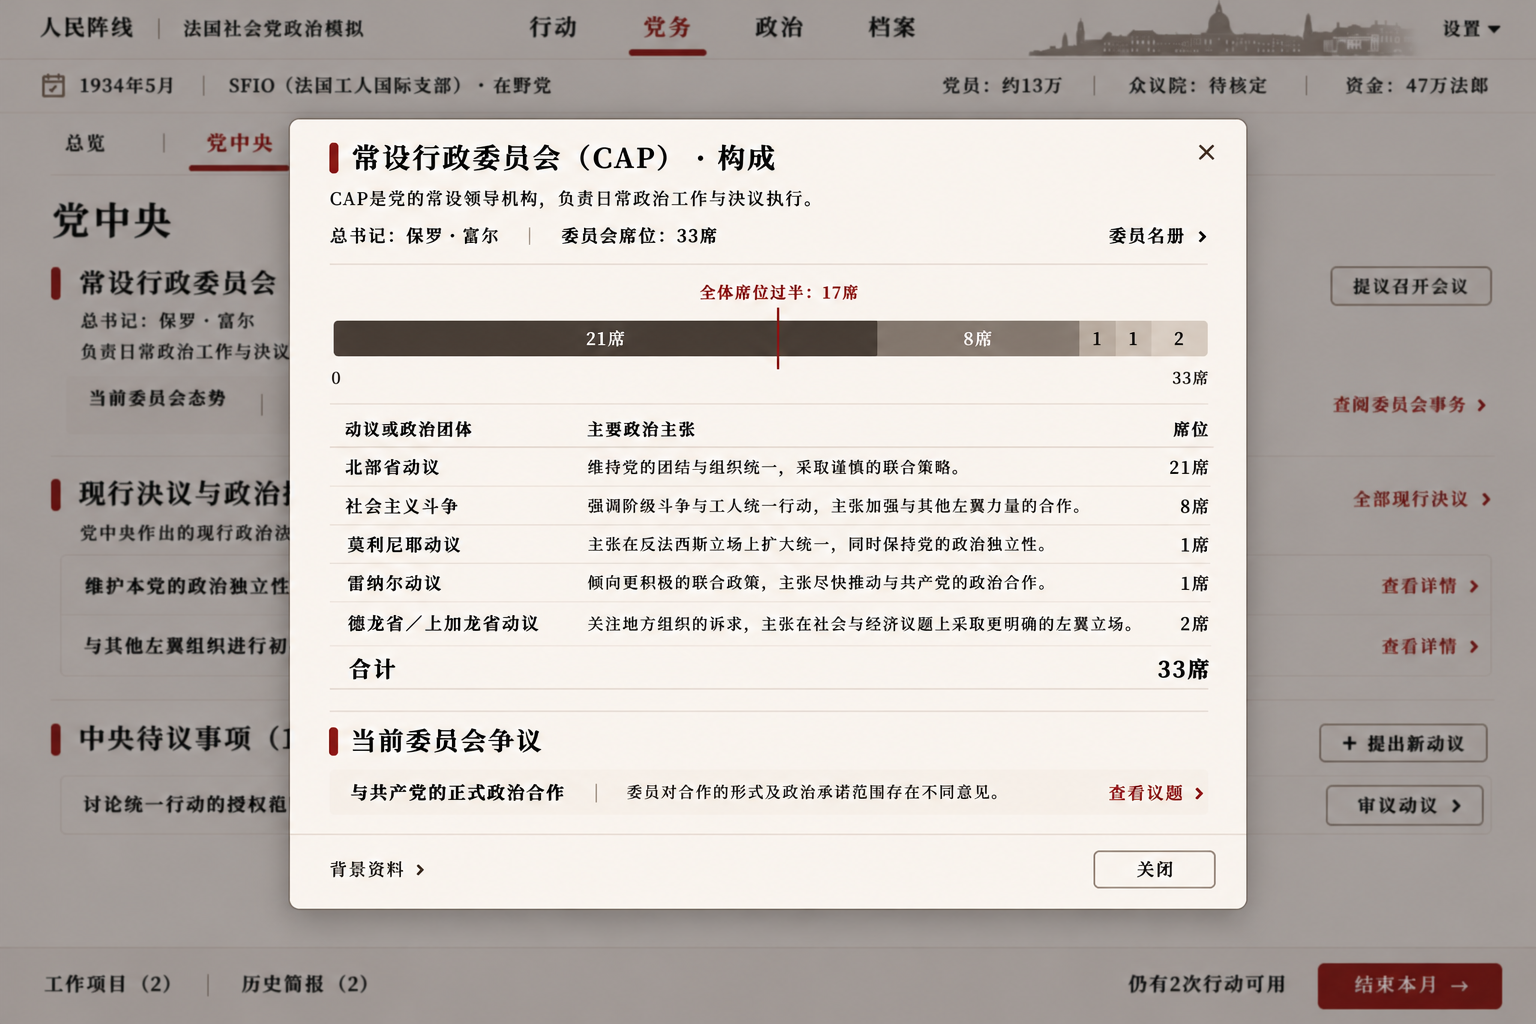 人民阵线
法国社会党政治模拟
行动
党务
政治
档案
设置
1934年5月
SFIO（法国工人国际支部）· 在野党
党员：约13万
众议院：待核定
资金：47万法郎
总览
党中央
党中央
常设行政委员会
总书记：保罗 · 富尔
负责日常政治工作与决议
当前委员会态势
提议召开会议
查阅委员会事务
现行决议与政治
党中央作出的现行政治法
全部现行决议
维护本党的政治独立性
查看详情
与其他左翼组织进行初
查看详情
中央待议事项（1
+ 提出新动议
讨论统一行动的授权范
审议动议
常设行政委员会（CAP）· 构成
CAP是党的常设领导机构，负责日常政治工作与决议执行。
总书记：保罗 · 富尔
委员会席位：33席
委员名册
全体席位过半：17席
21席 8席 1 1 2
0 33席
动议或政治团体 主要政治主张 席位
北部省动议 维持党的团结与组织统一，采取谨慎的联合策略。 21席
社会主义斗争 强调阶级斗争与工人统一行动，主张加强与其他左翼力量的合作。 8席
莫利尼耶动议 主张在反法西斯立场上扩大统一，同时保持党的政治独立性。 1席
雷纳尔动议 倾向更积极的联合政策，主张尽快推动与共产党的政治合作。 1席
德龙省／上加龙省动议 关注地方组织的诉求，主张在社会与经济议题上采取更明确的左翼立场。 2席
合计 33席
当前委员会争议
与共产党的正式政治合作
委员对合作的形式及政治承诺范围存在不同意见。
查看议题
背景资料
关闭
工作项目（2）
历史简报（2）
仍有2次行动可用
结束本月 →